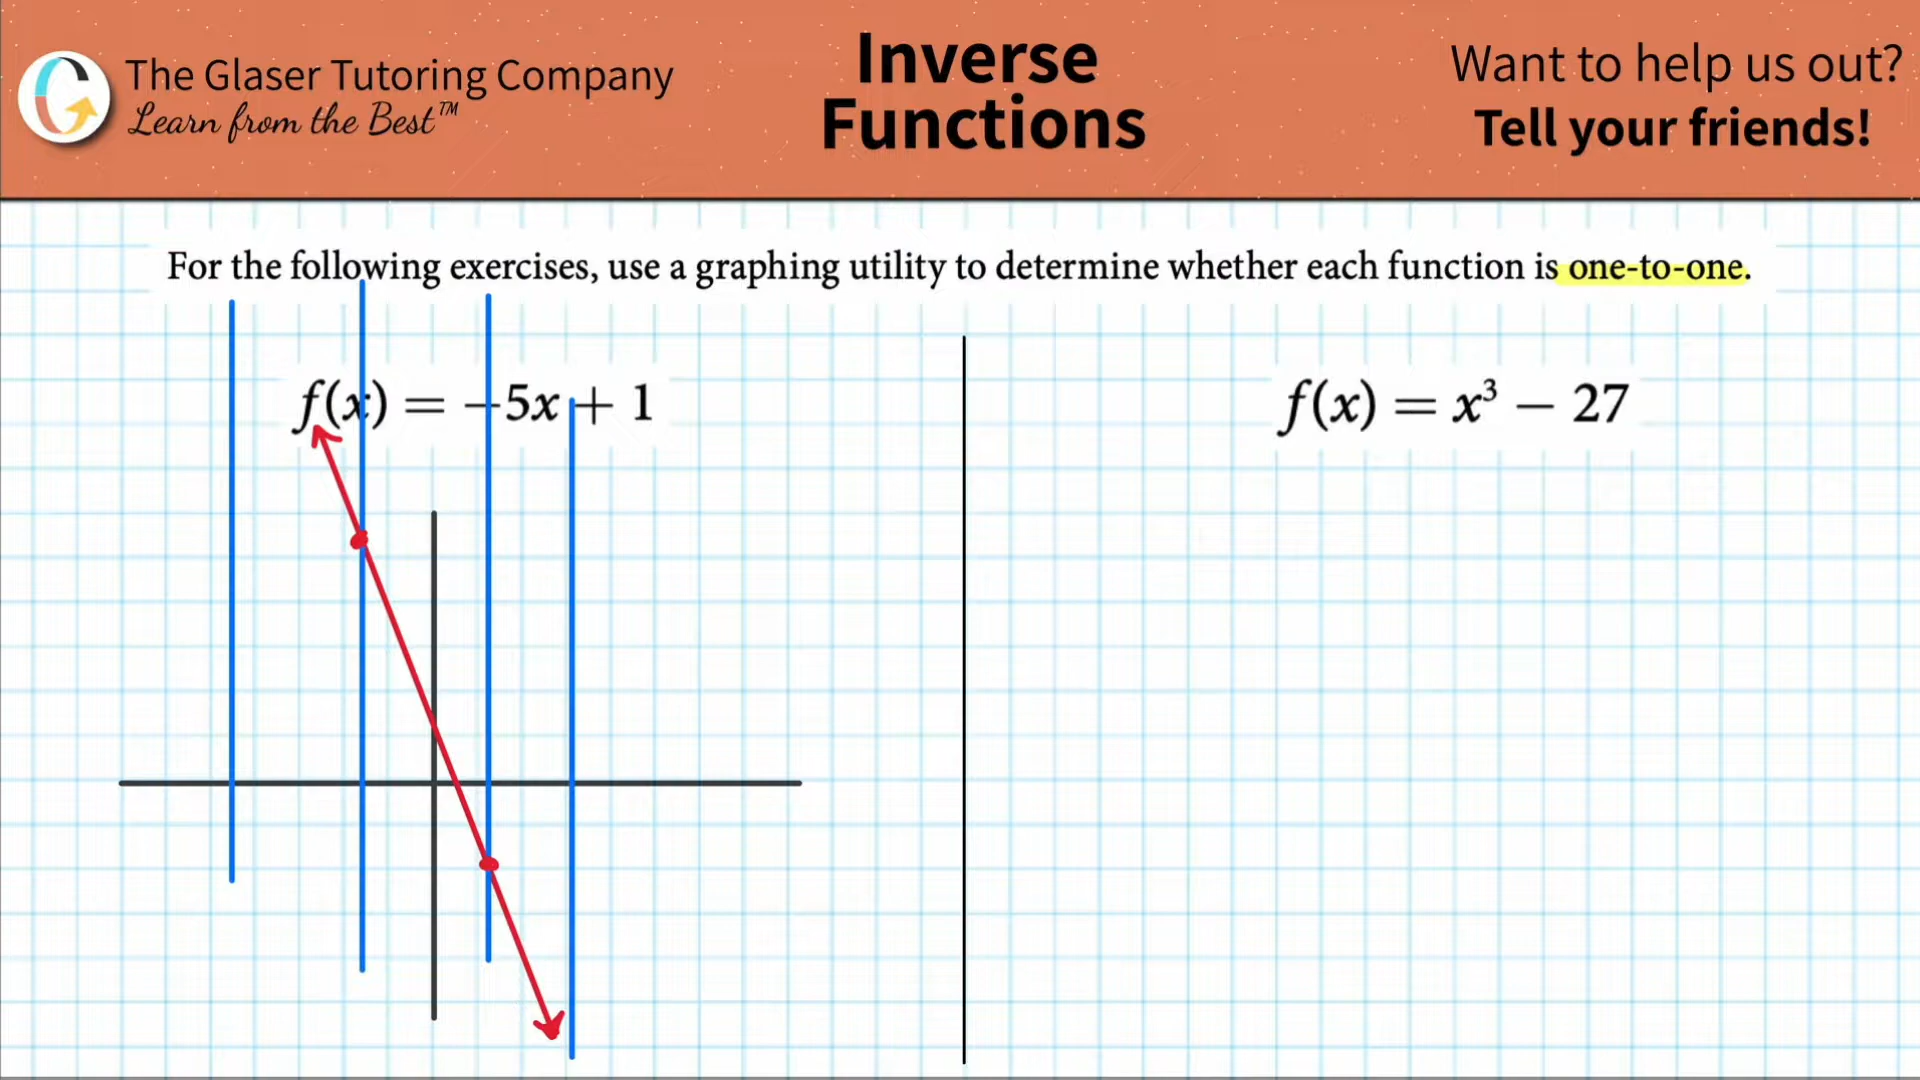 The Glaser Tutoring Company
Learn from the Best™
Inverse
Functions
Want to help us out?
Tell your friends!
For the following exercises, use a graphing utility to determine whether each function is one-to-one.
f(x) = −5x + 1
f(x) = x³ − 27